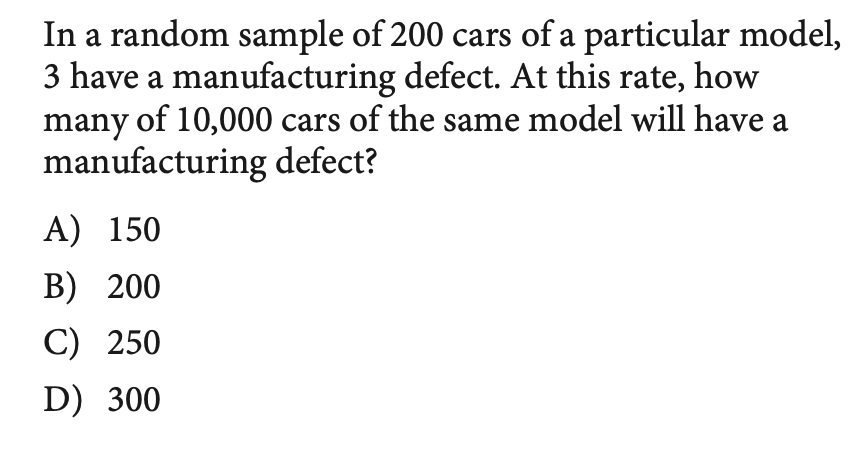 In a random sample of 200 cars of a particular model,
3 have a manufacturing defect. At this rate, how
many of 10,000 cars of the same model will have a
manufacturing defect?
A) 150
B) 200
C) 250
D) 300